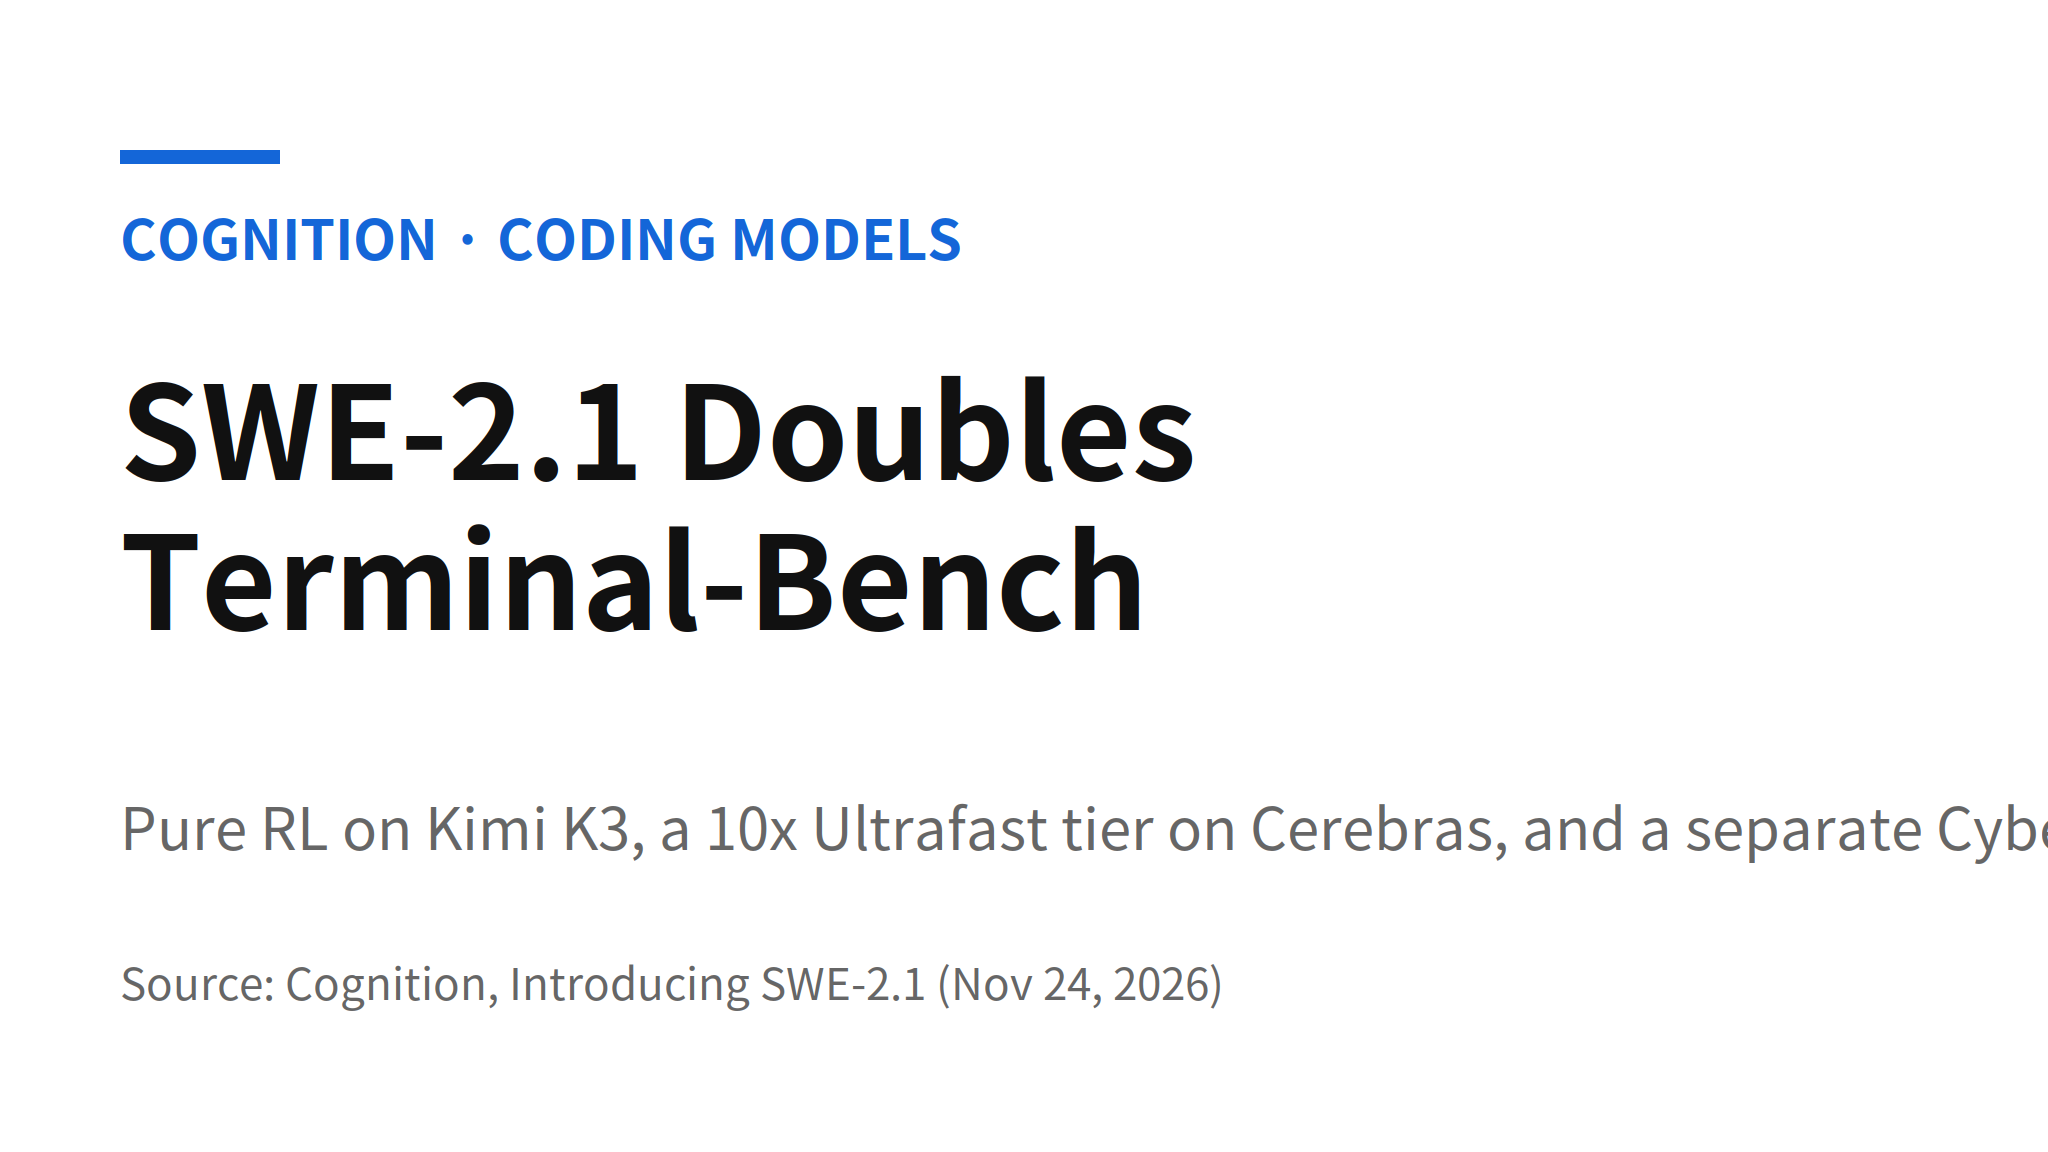 COGNITION · CODING MODELS
SWE-2.1 Doubles
Terminal-Bench
Pure RL on Kimi K3, a 10x Ultrafast tier on Cerebras, and a separate
Source: Cognition, Introducing SWE-2.1 (Nov 24, 2026)